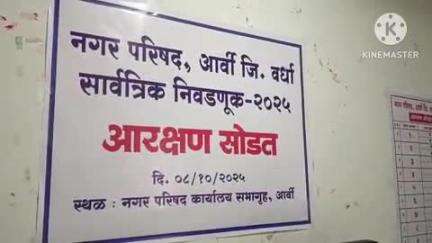 नगर परिषद, आर्वी जि. वर्धा
सार्वत्रिक निवडणूक-२०२५
आरक्षण सोडत
दि. ०८/१०/२०२५
स्थळ : नगर परिषद कार्यालय सभागृह, आर्वी
KINEMASTER